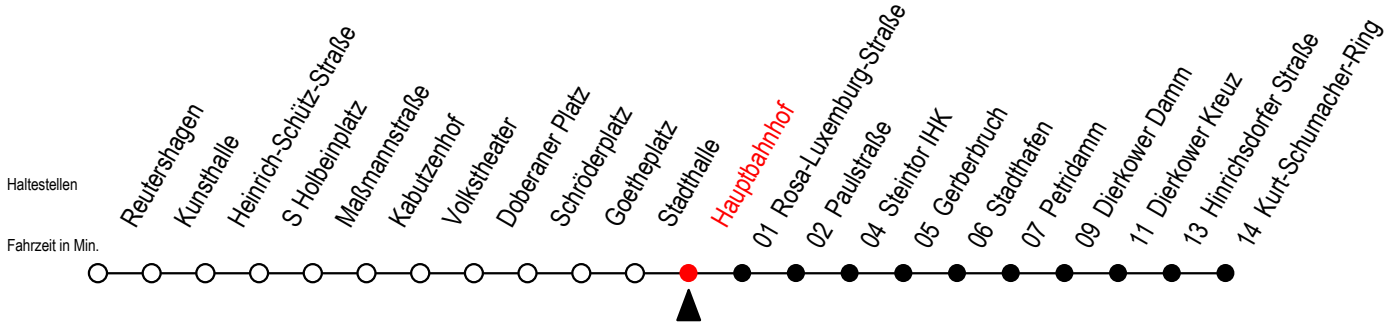 Haltestellen
Reutershagen
Kunsthalle
Heinrich-Schütz-Straße
S Holbeinplatz
Maßmannstraße
Kabutzenhof
Volkstheater
Doberaner Platz
Schröderplatz
Goetheplatz
Stadthalle
Hauptbahnhof
01 Rosa-Luxemburg-Straße
02 Paulstraße
04 Steintor IHK
05 Gerberbruch
06 Stadthafen
07 Petridamm
09 Dierkower Damm
11 Dierkower Kreuz
13 Hinrichsdorfer Straße
14 Kurt-Schumacher-Ring
Fahrzeit in Min.